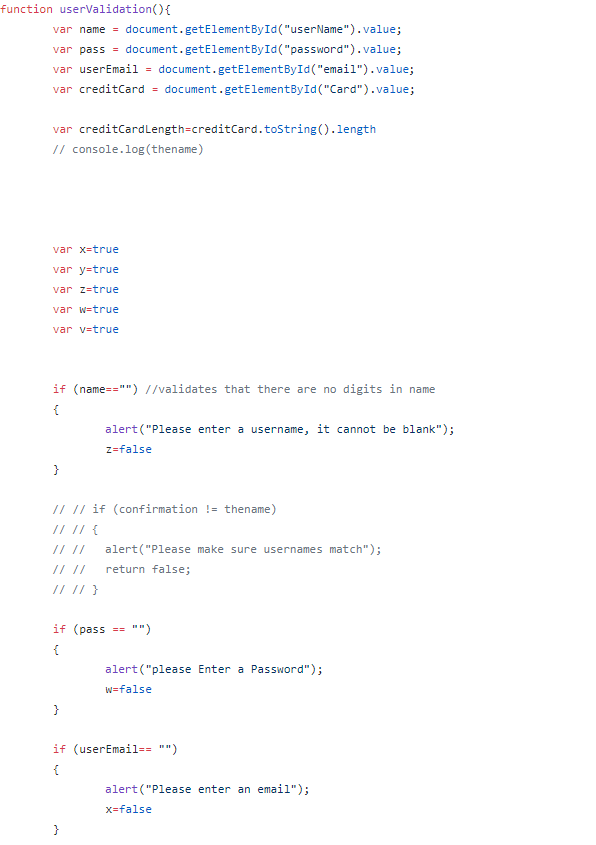 function userValidation(){
var name = document.getElementById("userName").value;
var pass = document.getElementById("password").value;
var userEmail = document.getElementById("email").value;
var creditCard = document.getElementById("Card").value;
var creditCardLength=creditCard.toString().length
// console.log(thename)
var x=true
var y=true
var z=true
var w=true
var v=true
if (name=="") //validates that there are no digits in name
{
alert("Please enter a username, it cannot be blank");
z=false
}
// // if (confirmation != thename)
// // {
// //   alert("Please make sure usernames match");
// //   return false;
// // }
if (pass == "")
{
alert("please Enter a Password");
w=false
}
if (userEmail== "")
{
alert("Please enter an email");
x=false
}